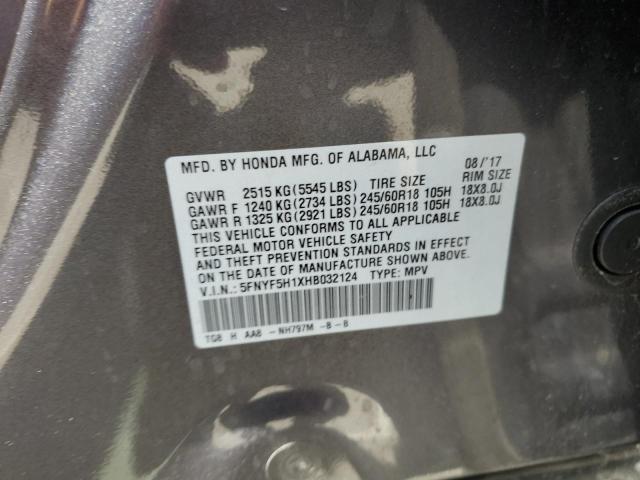 MFD. BY HONDA MFG. OF ALABAMA, LLC 08/'17
GVWR 2515 KG (5545 LBS) TIRE SIZE RIM SIZE
GAWR F 1240 KG (2734 LBS) 245/60R18 105H 18X8.0J
GAWR R 1325 KG (2921 LBS) 245/60R18 105H 18X8.0J
THIS VEHICLE CONFORMS TO ALL APPLICABLE
FEDERAL MOTOR VEHICLE SAFETY
AND THEFT PREVENTION STANDARDS IN EFFECT
ON THE DATE OF MANUFACTURE SHOWN ABOVE.
V.I.N.: 5FNYF5H1XHB032124 TYPE: MPV
TG8 H AA8 -NH797M -B-B